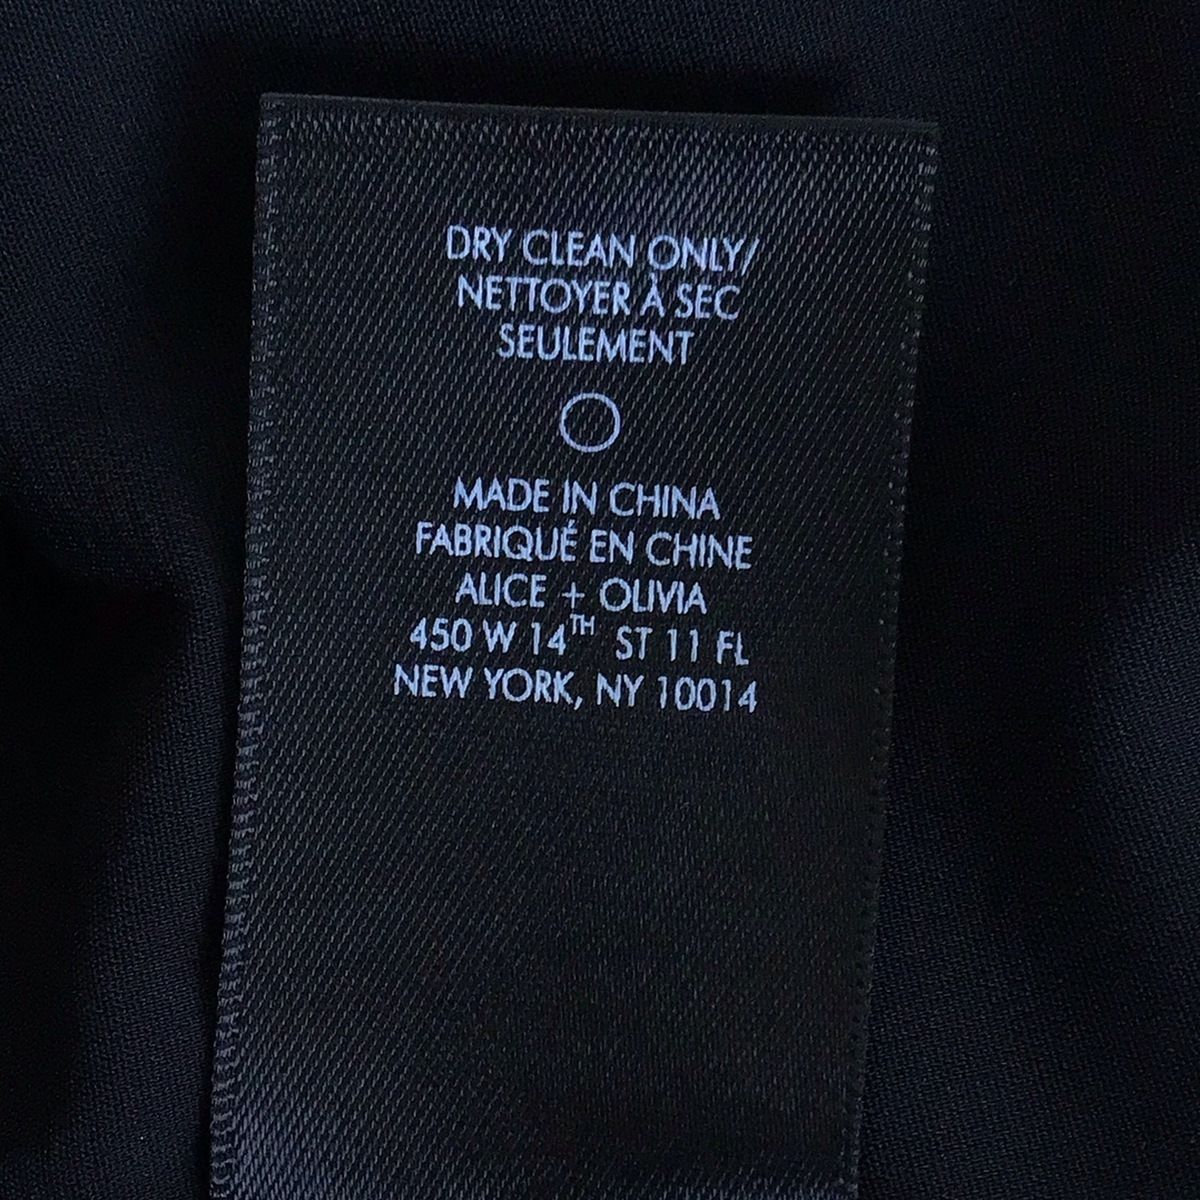 DRY CLEAN ONLY/
NETTOYER À SEC
SEULEMENT
MADE IN CHINA
FABRIQUÉ EN CHINE
ALICE + OLIVIA
450 W 14TH ST 11 FL
NEW YORK, NY 10014